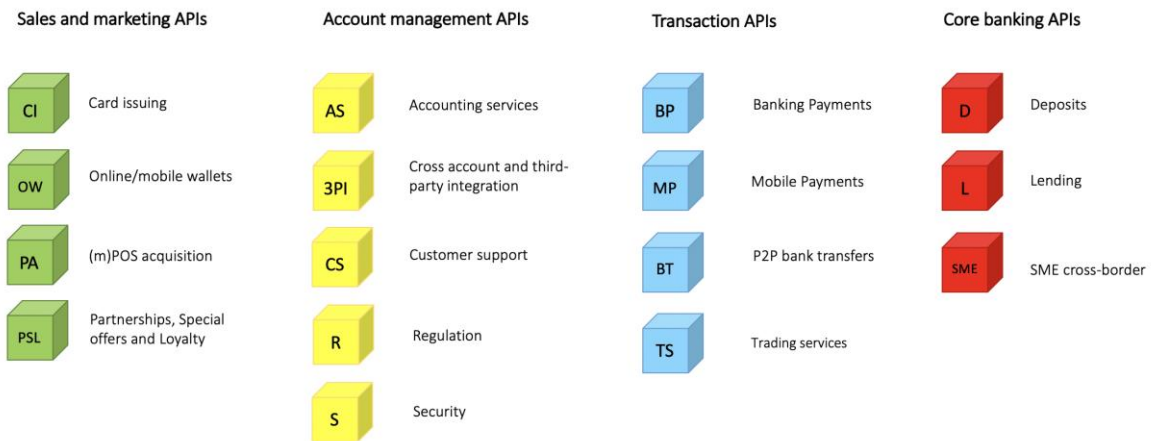 Sales and marketing APIs
CI
Card issuing
OW
Online/mobile wallets
PA
(m)POS acquisition
PSL
Partnerships, Special
offers and Loyalty
Account management APIs
AS
Accounting services
3PI
Cross account and third-
party integration
CS
Customer support
R
Regulation
S
Security
Transaction APIs
BP
Banking Payments
MP
Mobile Payments
BT
P2P bank transfers
TS
Trading services
Core banking APIs
D
Deposits
L
Lending
SME
SME cross-border